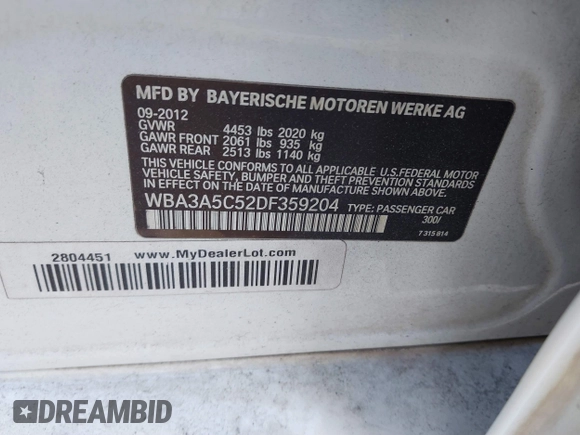 MFD BY BAYERISCHE MOTOREN WERKE AG
09-2012
GVWR 4453 lbs 2020 kg
GAWR FRONT 2061 lbs 935 kg
GAWR REAR 2513 lbs 1140 kg
THIS VEHICLE CONFORMS TO ALL APPLICABLE U.S.FEDERAL MOTOR
VEHICLE SAFETY, BUMPER, AND THEFT PREVENTION STANDARDS
IN EFFECT ON THE DATE OF MANUFACTURE SHOWN ABOVE.
WBA3A5C52DF359204 TYPE: PASSENGER CAR
300/
7 315 814
2804451 www.MyDealerLot.com
DREAMBID